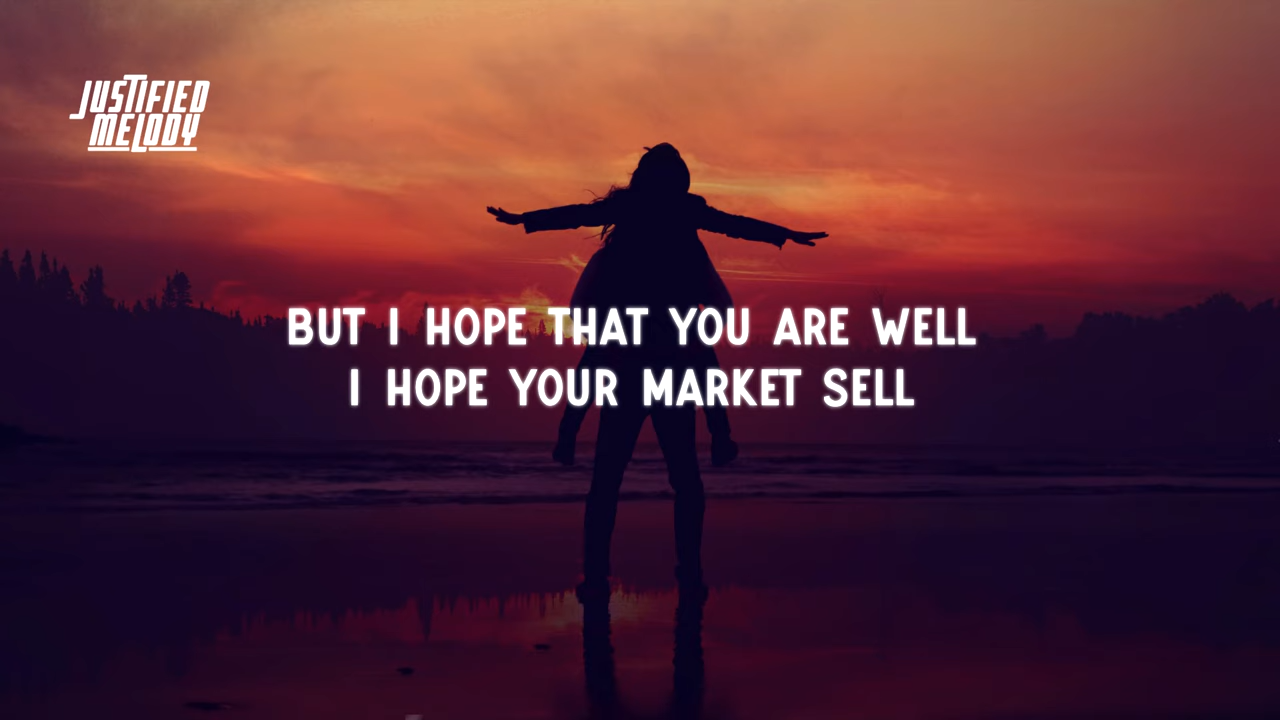 JUSTIFIED
MELODY
BUT I HOPE THAT YOU ARE WELL
I HOPE YOUR MARKET SELL